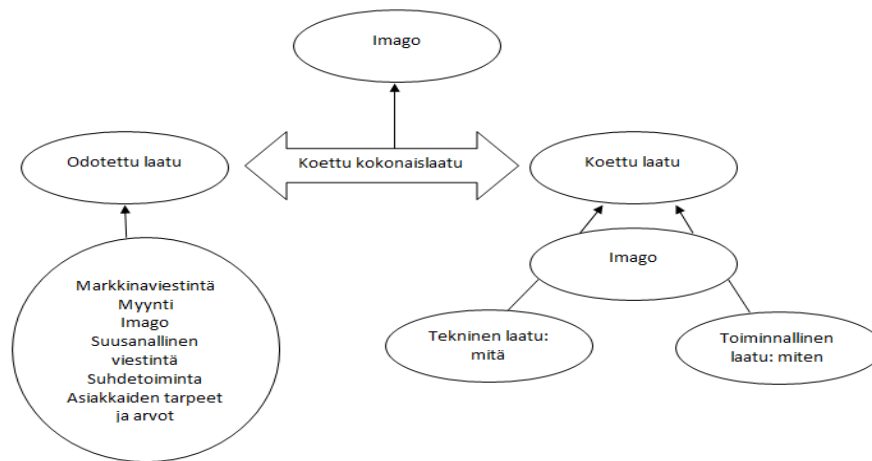 Imago
Odotettu laatu
Koettu kokonaislaatu
Koettu laatu
Markkinaviestintä
Myynti
Imago
Suusanallinen
viestintä
Suhdetoiminta
Asiakkaiden tarpeet
ja arvot
Imago
Tekninen laatu:
mitä
Toiminnallinen
laatu: miten